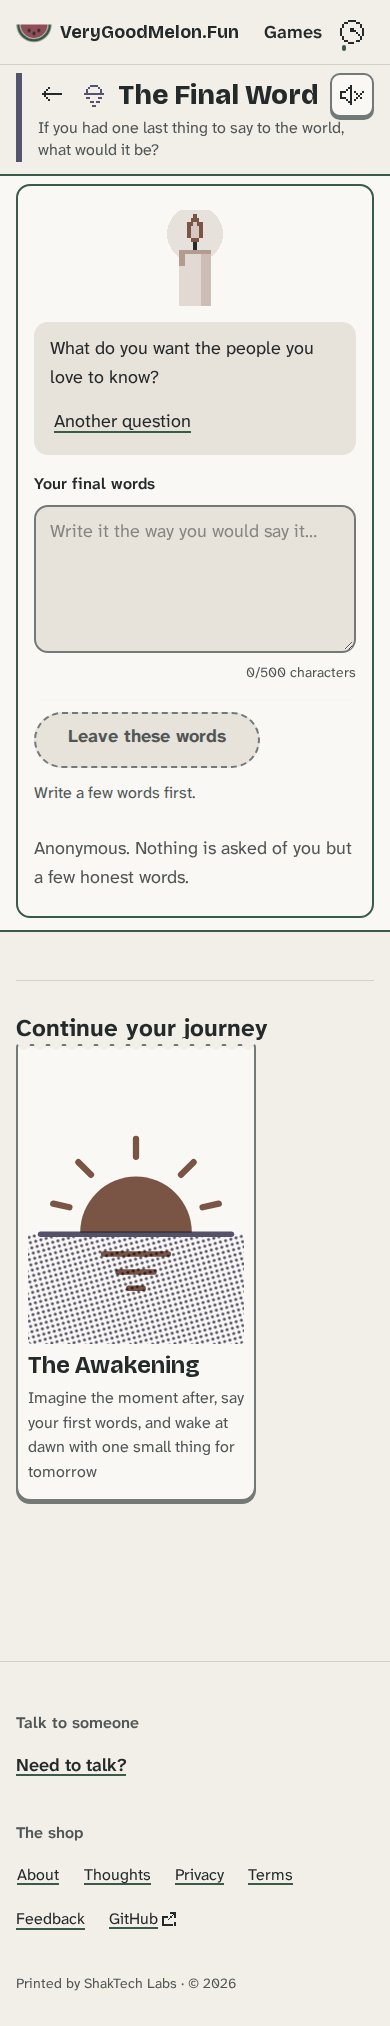 VeryGoodMelon.Fun Games
The Final Word
If you had one last thing to say to the world,
what would it be?
What do you want the people you
love to know?
Another question
Your final words
Write it the way you would say it...
0/500 characters
Leave these words
Write a few words first.
Anonymous. Nothing is asked of you but
a few honest words.
Continue your journey
The Awakening
Imagine the moment after, say
your first words, and wake at
dawn with one small thing for
tomorrow
Talk to someone
Need to talk?
The shop
About Thoughts Privacy Terms
Feedback GitHub
Printed by ShakTech Labs · © 2026